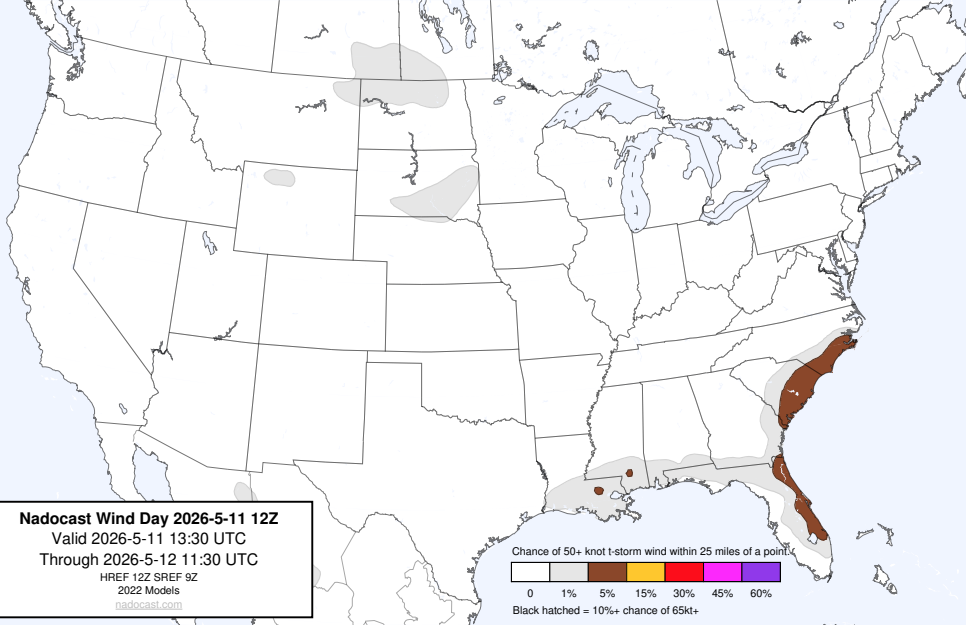 Nadocast Wind Day 2026-5-11 12Z
Valid 2026-5-11 13:30 UTC
Through 2026-5-12 11:30 UTC
HREF 12Z SREF 9Z
2022 Models
nadocast.com
Chance of 50+ knot t-storm wind within 25 miles of a point.
0 1% 5% 15% 30% 45% 60%
Black hatched = 10%+ chance of 65kt+